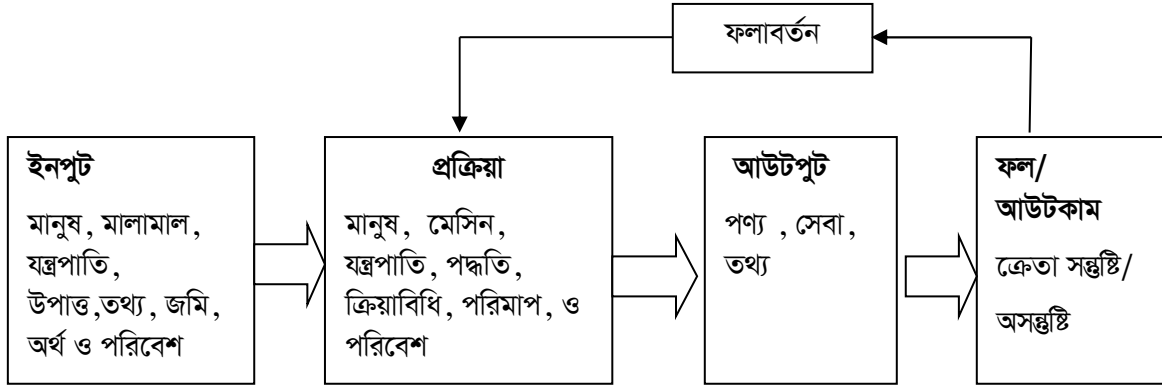 ফলাবর্তন
ইনপুট
মানুষ, মালামাল,
যন্ত্রপাতি,
উপাত্ত,তথ্য, জমি,
অর্থ ও পরিবেশ
প্রক্রিয়া
মানুষ, মেসিন,
যন্ত্রপাতি, পদ্ধতি,
ক্রিয়াবিধি, পরিমাপ, ও
পরিবেশ
আউটপুট
পণ্য , সেবা,
তথ্য
ফল/
আউটকাম
ক্রেতা সন্তুষ্টি/
অসন্তুষ্টি